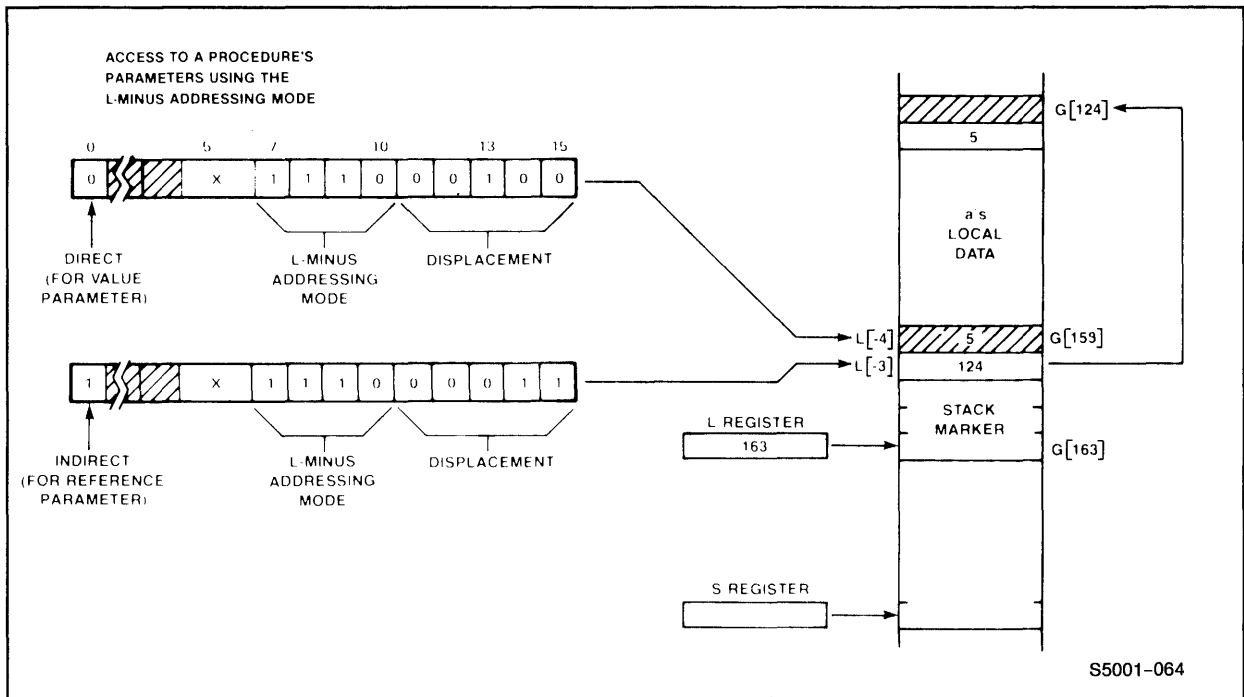 ACCESS TO A PROCEDURE'S
PARAMETERS USING THE
L-MINUS ADDRESSING MODE
0 5 7 10 13 15
0 X 1 1 1 0 0 0 1 0 0
DIRECT
(FOR VALUE
PARAMETER)
L-MINUS
ADDRESSING
MODE
DISPLACEMENT
1 X 1 1 1 0 0 0 0 1 1
INDIRECT
(FOR REFERENCE
PARAMETER)
L-MINUS
ADDRESSING
MODE
DISPLACEMENT
G[124]
5
a's
LOCAL
DATA
L[-4] 5 G[159]
L[-3] 124
STACK
MARKER
L REGISTER
163
G[163]
S REGISTER
S5001-064